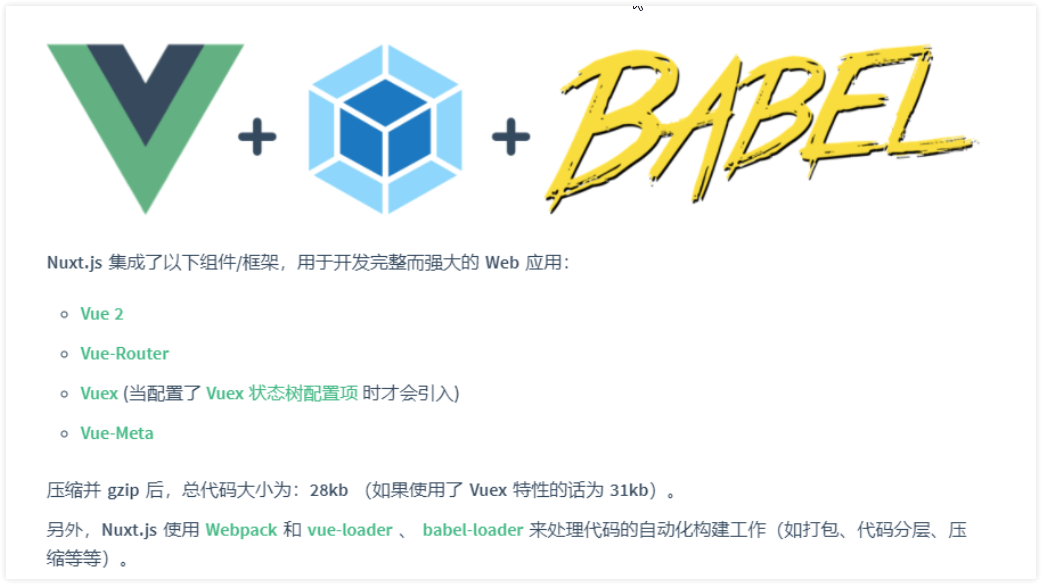 BABEL
Nuxt.js 集成了以下组件/框架，用于开发完整而强大的 Web 应用：
Vue 2
Vue-Router
Vuex (当配置了 Vuex 状态树配置项 时才会引入)
Vue-Meta
压缩并 gzip 后，总代码大小为：28kb （如果使用了 Vuex 特性的话为 31kb）。
另外，Nuxt.js 使用 Webpack 和 vue-loader 、 babel-loader 来处理代码的自动化构建工作（如打包、代码分层、压
缩等等）。